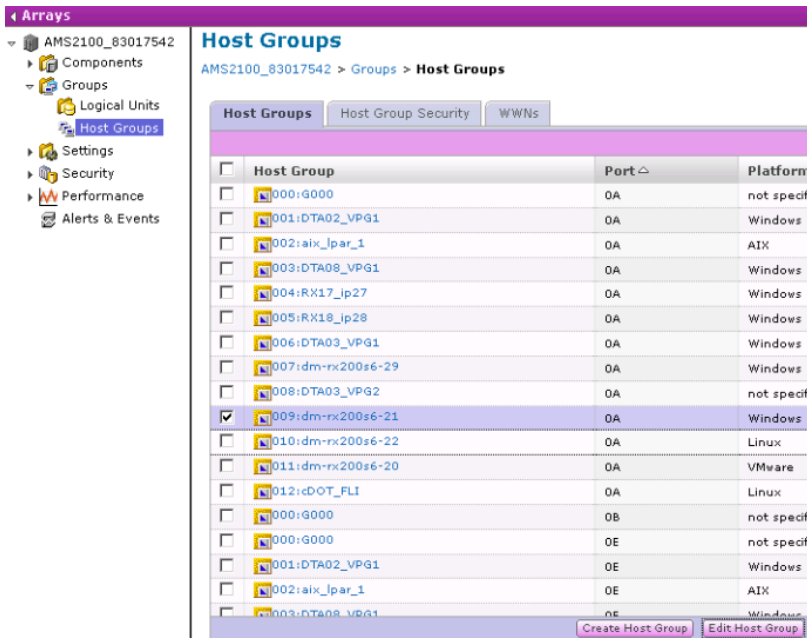 Arrays
AMS2100_83017542
Components
Groups
Logical Units
Host Groups
Settings
Security
Performance
Alerts & Events
Host Groups
AMS2100_83017542 > Groups > Host Groups
Host Groups Host Group Security WWNs
Host Group Port Platform
000:G000 0A not specif
001:DTA02_VPG1 0A Windows
002:aix_lpar_1 0A AIX
003:DTA08_VPG1 0A Windows
004:RX17_ip27 0A Windows
005:RX18_ip28 0A Windows
006:DTA03_VPG1 0A Windows
007:dm-rx200s6-29 0A Windows
008:DTA03_VPG2 0A not specif
009:dm-rx200s6-21 0A Windows
010:dm-rx200s6-22 0A Linux
011:dm-rx200s6-20 0A VMware
012:cDOT_FLI 0A Linux
000:G000 0B not specif
000:G000 0E not specif
001:DTA02_VPG1 0E Windows
002:aix_lpar_1 0E AIX
003:DTA08_VPG1 0E Windows
Create Host Group Edit Host Group